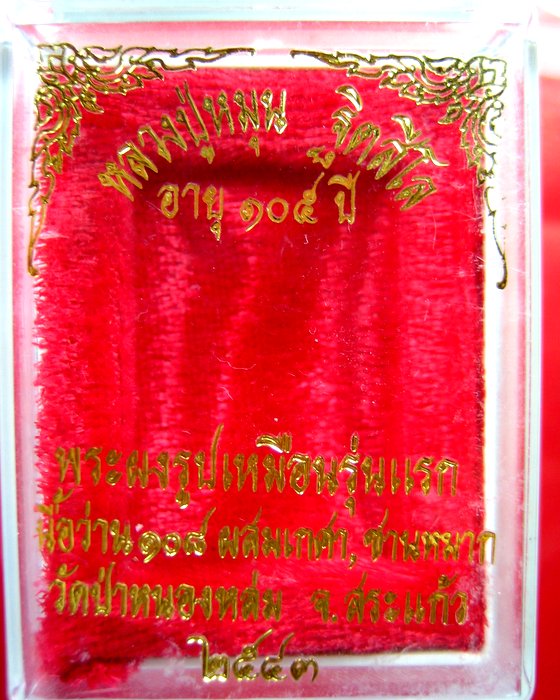 หลวงปู่หมุน ฐิตสีโล
อายุ ๑๐๕ ปี
พระผงรูปเหมือนรุ่นแรก
เนื้อว่าน ๑๐๘ ผสมเกศา, ชานหมาก
วัดป่าหนองหล่ม จ.สระแก้ว
๒๕๔๓